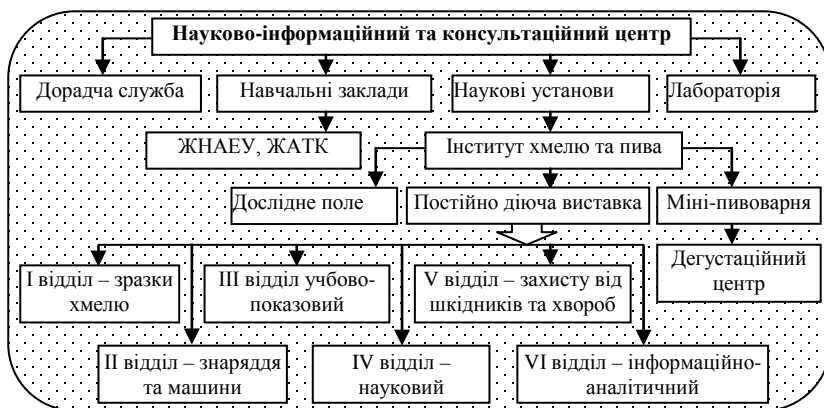 Науково-інформаційний та консультаційний центр
Дорадча служба
Навчальні заклади
Наукові установи
Лабораторія
ЖНАЕУ, ЖАТК
Інститут хмелю та пива
Дослідне поле
Постійно діюча виставка
Міні-пивоварня
Дегустаційний
центр
I відділ – зразки
хмелю
III відділ учбово-
показовий
V відділ – захисту від
шкідників та хвороб
II відділ – знаряддя
та машини
IV відділ –
науковий
VI відділ – інформаційно-
аналітичний